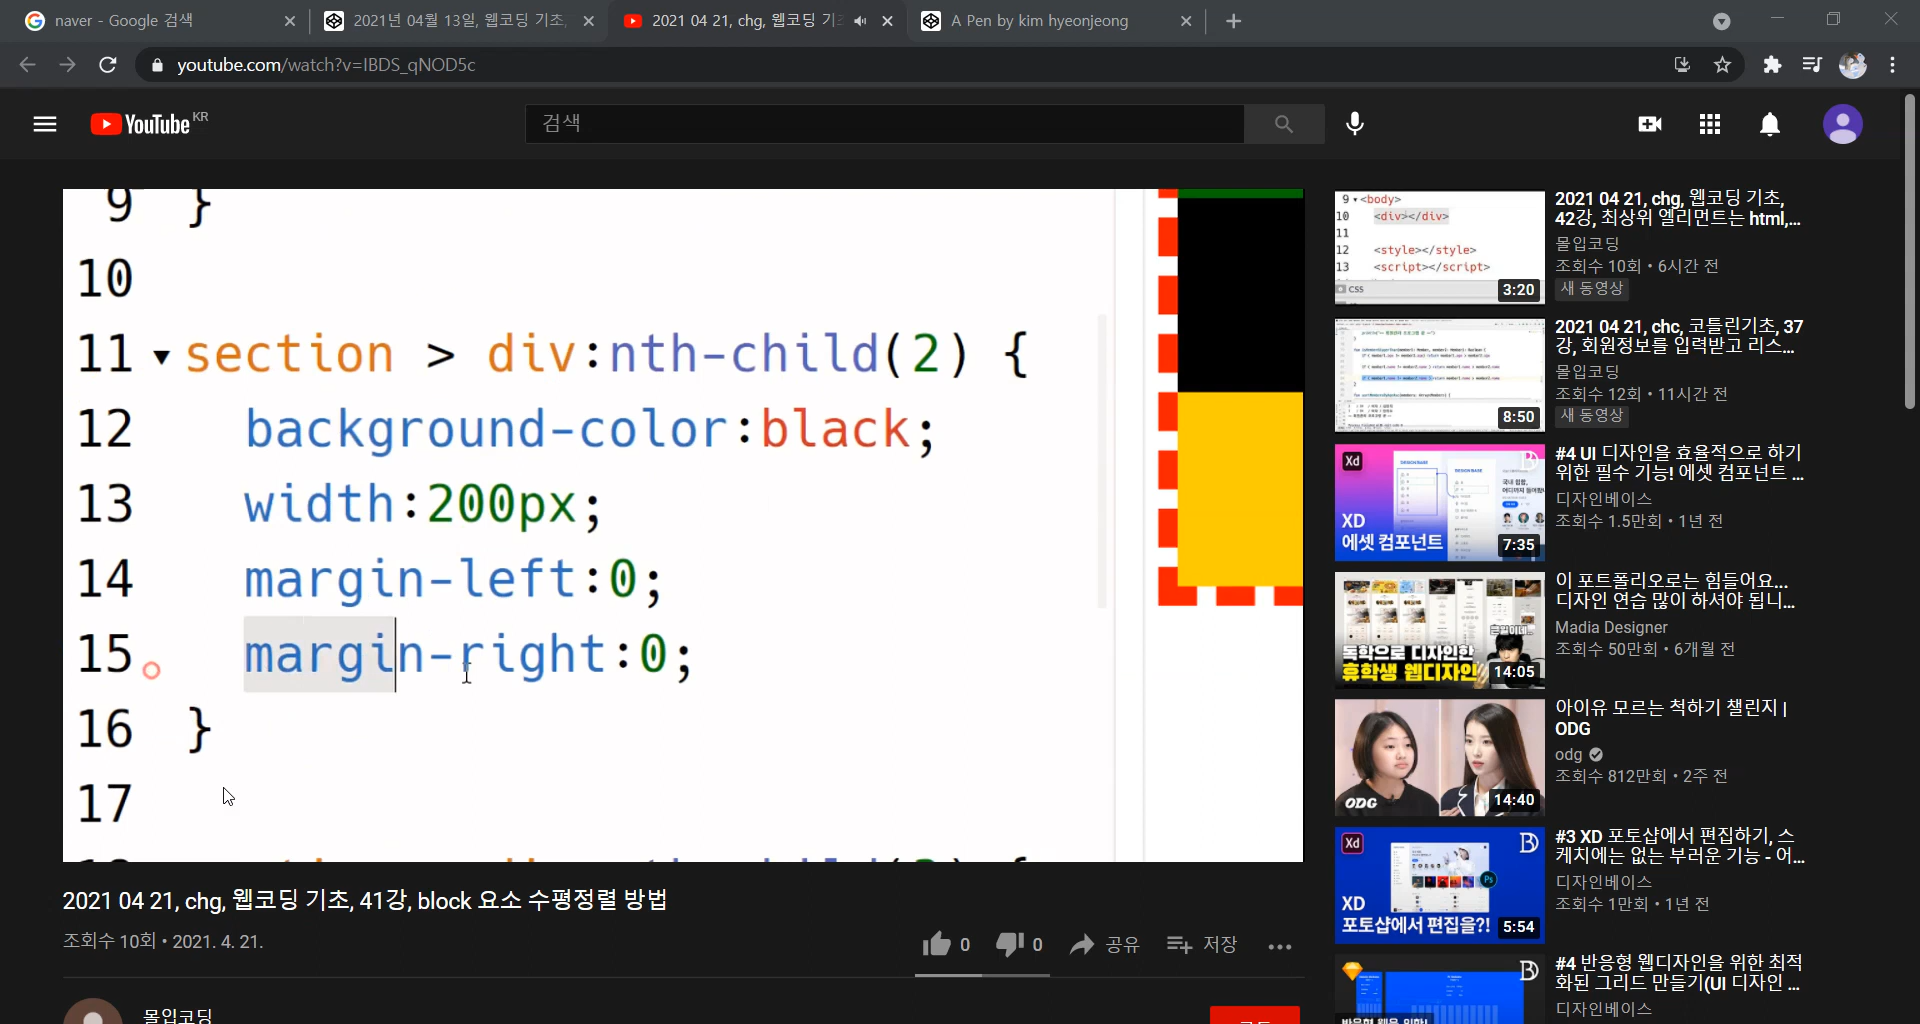 naver - Google 검색
2021년 04월 13일, 웹코딩 기초,
2021 04 21, chg, 웹코딩 기초
A Pen by kim hyeonjeong
youtube.com/watch?v=IBDS_qNOD5c
YouTube KR
검색
9 }
10
11 section > div:nth-child(2) {
12 background-color:black;
13 width:200px;
14 margin-left:0;
15 margin-right:0;
16 }
17
2021 04 21, chg, 웹코딩 기초, 41강, block 요소 수평정렬 방법
조회수 10회 • 2021. 4. 21.
0
0
공유
저장
몰입코딩
9 <body>
10 <div></div>
11
12 <style></style>
13 <script></script>
CSS
3:20
2021 04 21, chg, 웹코딩 기초,
42강, 최상위 엘리먼트는 html,...
몰입코딩
조회수 10회 • 6시간 전
새 동영상
8:50
2021 04 21, chc, 코틀린기초, 37
강, 회원정보를 입력받고 리스...
몰입코딩
조회수 12회 • 11시간 전
새 동영상
Xd
XD
에셋 컴포넌트
7:35
#4 UI 디자인을 효율적으로 하기
위한 필수 기능! 에셋 컴포넌트 ...
디자인베이스
조회수 1.5만회 • 1년 전
독학으로 디자인한
휴학생 웹디자인
14:05
이 포트폴리오로는 힘들어요...
디자인 연습 많이 하셔야 됩니...
Madia Designer
조회수 50만회 • 6개월 전
ODG
14:40
아이유 모르는 척하기 챌린지 |
ODG
odg
조회수 812만회 • 2주 전
Xd
Ps
XD
포토샵에서 편집을?!
5:54
#3 XD 포토샵에서 편집하기, 스
케치에는 없는 부러운 기능 - 어...
디자인베이스
조회수 1만회 • 1년 전
#4 반응형 웹디자인을 위한 최적
화된 그리드 만들기(UI 디자인 ...
디자인베이스